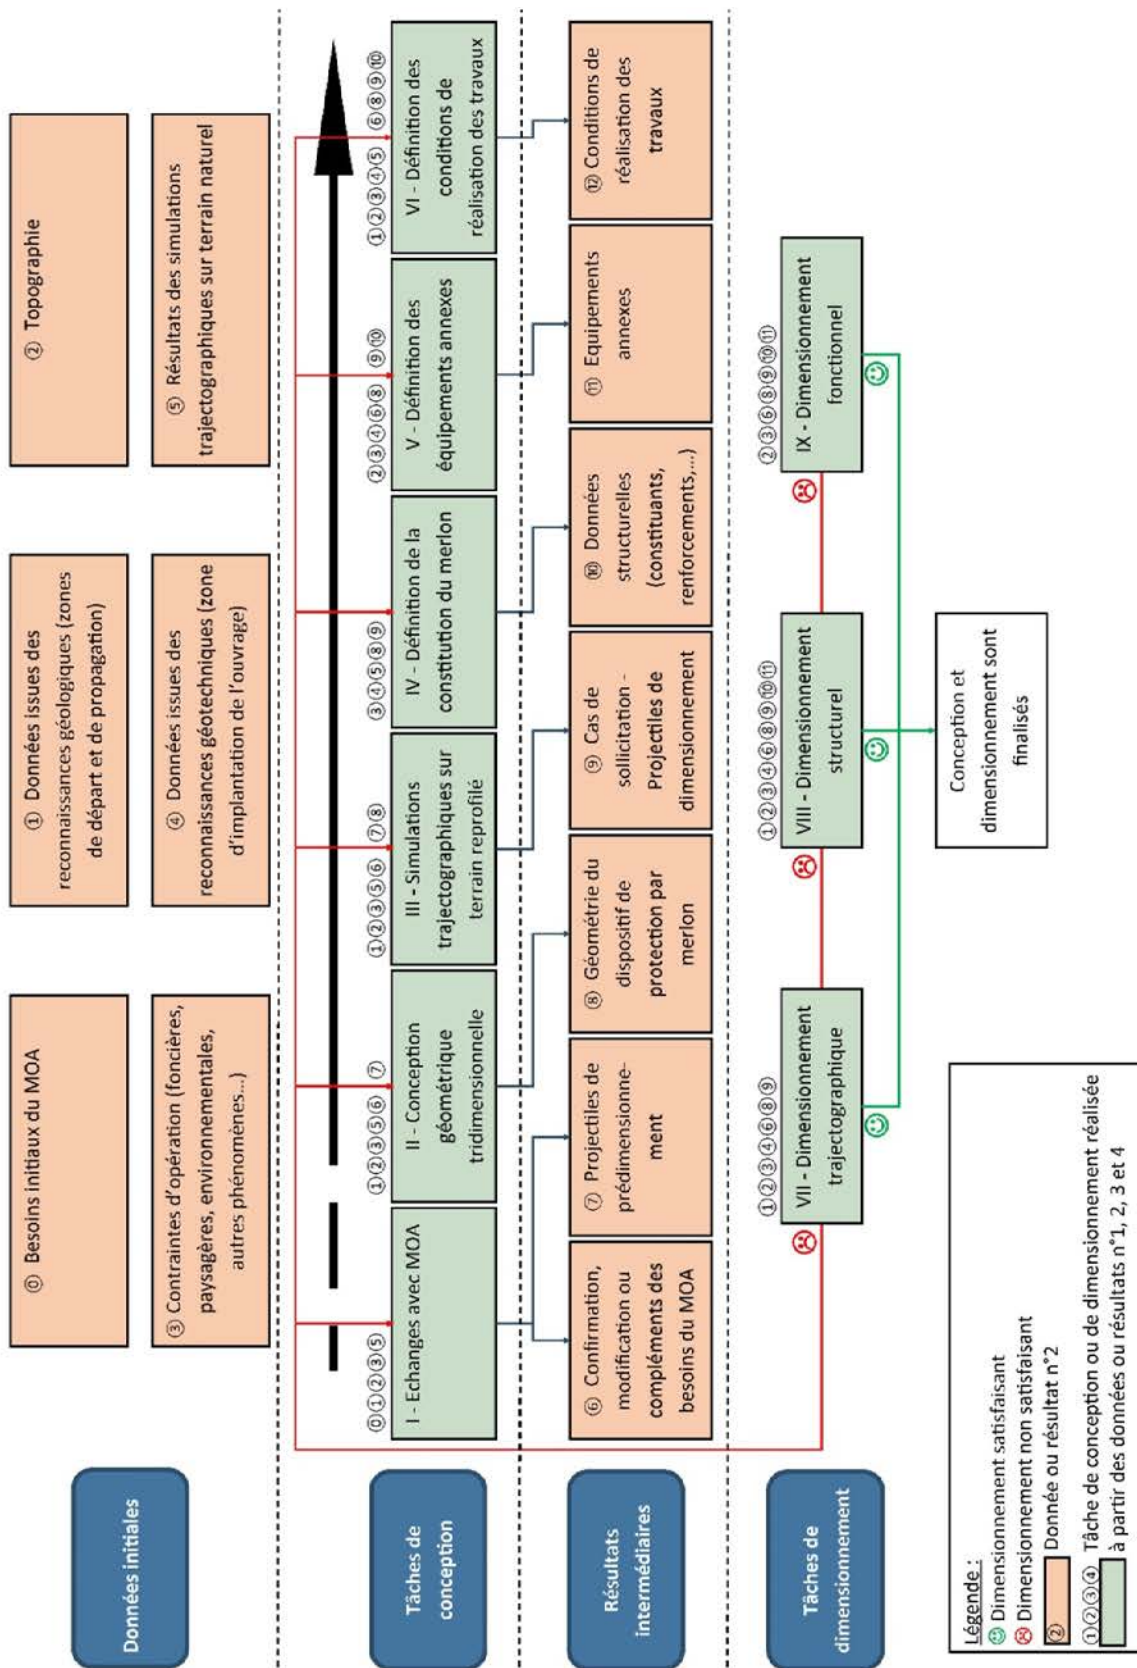 Données initiales
⓪ Besoins initiaux du MOA
① Données issues des
reconnaissances géologiques (zones
de départ et de propagation)
② Topographie
③ Contraintes d'opération (foncières,
paysagères, environnementales,
autres phénomènes...)
④ Données issues des
reconnaissances géotechniques (zone
d'implantation de l'ouvrage)
⑤ Résultats des simulations
trajectographiques sur terrain naturel
Tâches de
conception
⓪①②③⑤
I - Echanges avec MOA
①②③⑤⑥ ⑦
II - Conception
géométrique
tridimensionnelle
①②③⑤⑥ ⑦⑧
III - Simulations
trajectographiques sur
terrain reprofilé
③④⑤⑧⑨
IV - Définition de la
constitution du merlon
②③④⑥⑧ ⑨⑩
V - Définition des
équipements annexes
①②③④⑤ ⑥⑧⑨⑩
VI - Définition des
conditions de
réalisation des travaux
Résultats
intermédiaires
⑥ Confirmation,
modification ou
compléments des
besoins du MOA
⑦ Projectiles de
prédimensionne-
ment
⑧ Géométrie du
dispositif de
protection par
merlon
⑨ Cas de
sollicitation -
Projectiles de
dimensionnement
⑩ Données
structurelles
(constituants,
renforcements,...)
⑪ Equipements
annexes
⑫ Conditions de
réalisation des
travaux
Tâches de
dimensionnement
①②③④⑥⑧⑨
VII - Dimensionnement
trajectographique
①②③④⑥⑧⑨⑩⑪
VIII - Dimensionnement
structurel
②③⑥⑧⑨⑩⑪
IX - Dimensionnement
fonctionnel
Conception et
dimensionnement sont
finalisés
Légende :
Dimensionnement satisfaisant
Dimensionnement non satisfaisant
② Donnée ou résultat n°2
①②③④ Tâche de conception ou de dimensionnement réalisée
à partir des données ou résultats n°1, 2, 3 et 4